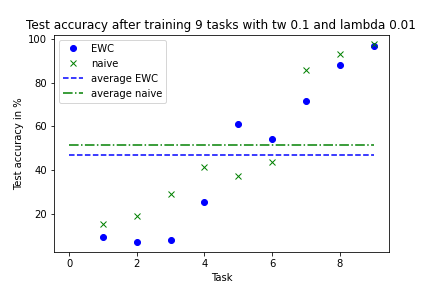 Test accuracy after training 9 tasks with tw 0.1 and lambda 0.01
100
80
60
40
20
Test accuracy in %
EWC
naive
average EWC
average naive
0 2 4 6 8
Task